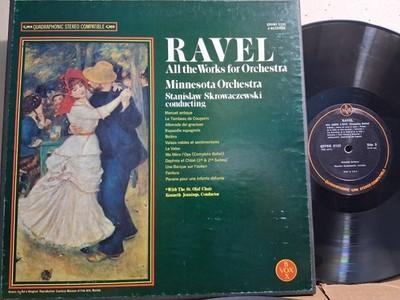 QUADRAPHONIC STEREO COMPATIBLE
RAVEL
All the Works for Orchestra
Minnesota Orchestra
Stanislaw Skrowaczewski
conducting
Menuet antique
Le Tombeau de Couperin
Alborada del gracioso
Rapsodie espagnole
Boléro
Valses nobles et sentimentales
La Valse
Ma Mère l'Oye (Complete Ballet)
Daphnis et Chloé (1st & 2nd Suites)
Une Barque sur l'océan
Fanfare
Pavane pour une infante défunte
*With The St. Olaf Choir
Kenneth Jennings, Conductor
VOX
BOX
RAVEL